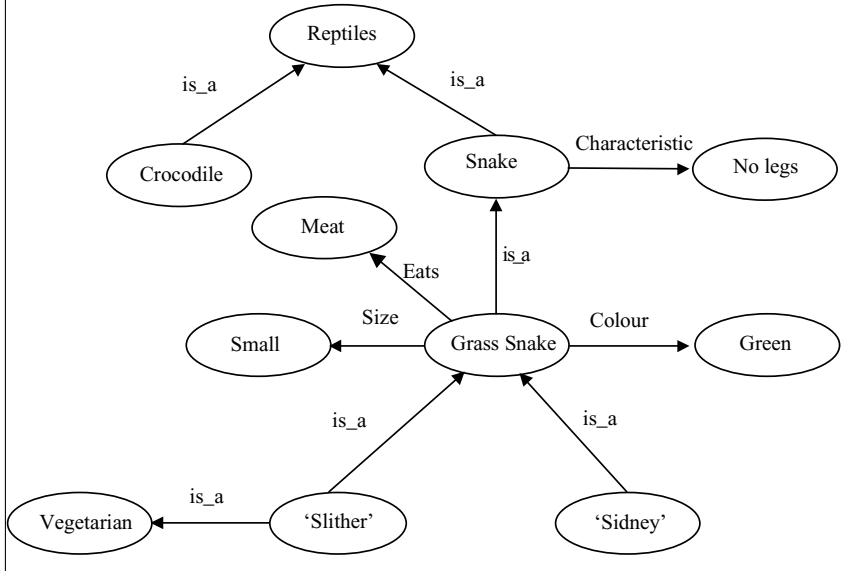 Reptiles
is_a
is_a
Characteristic
Crocodile
Snake
No legs
Meat
is_a
Eats
Size
Colour
Small
Grass Snake
Green
is_a
is_a
is_a
Vegetarian
‘Slither’
‘Sidney’